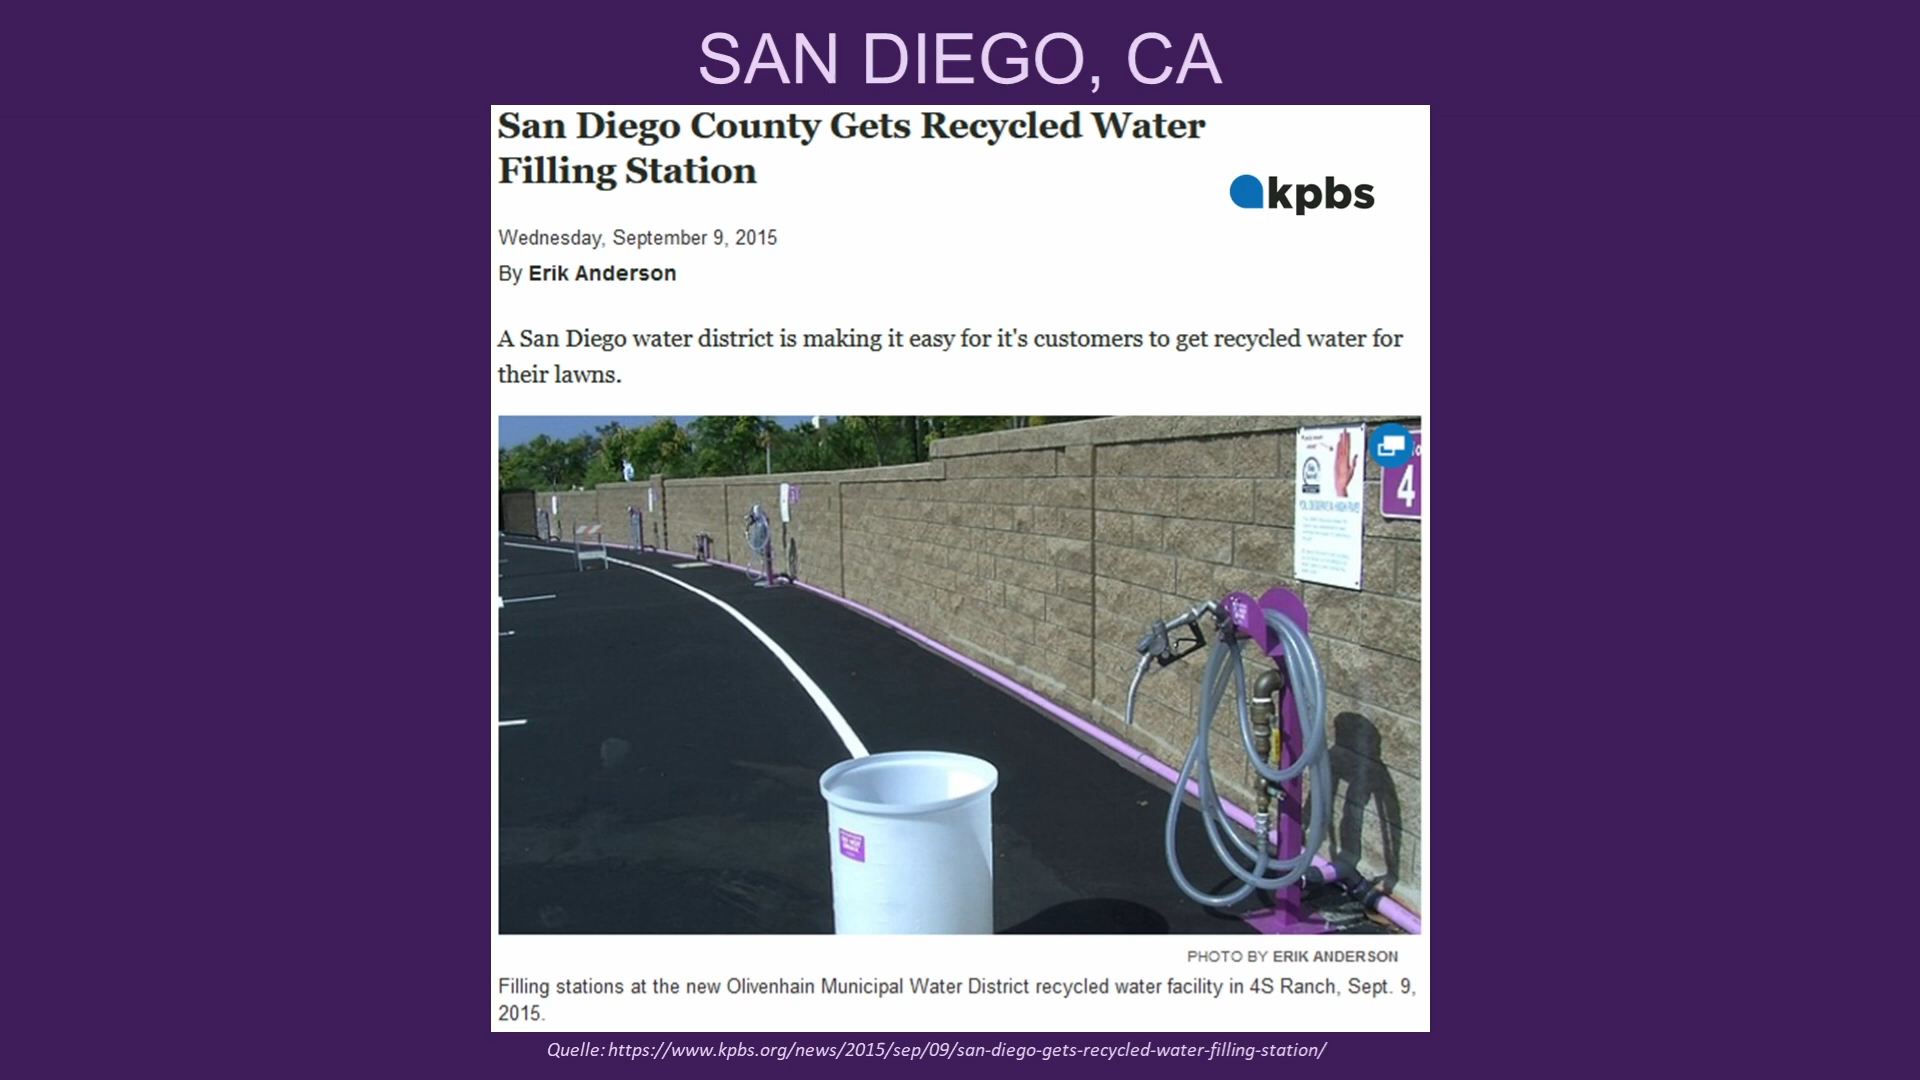 SAN DIEGO, CA
San Diego County Gets Recycled Water
Filling Station
kpbs
Wednesday, September 9, 2015
By Erik Anderson
A San Diego water district is making it easy for it's customers to get recycled water for
their lawns.
4
PHOTO BY ERIK ANDERSON
Filling stations at the new Olivenhain Municipal Water District recycled water facility in 4S Ranch, Sept. 9,
2015.
Quelle: https://www.kpbs.org/news/2015/sep/09/san-diego-gets-recycled-water-filling-station/